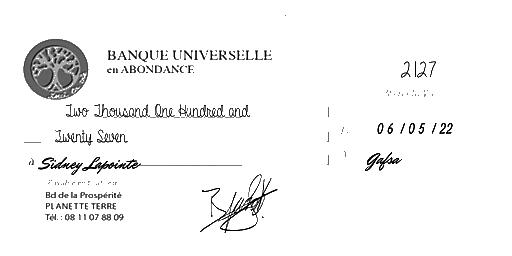 BANQUE UNIVERSELLE
en ABONDANCE
2127
Two Thousand One Hundred and
Twenty Seven
06/05/22
à Sidney Lapointe
Gafsa
Bd de la Prospérité
PLANETTE TERRE
Tél. : 08 11 07 88 09